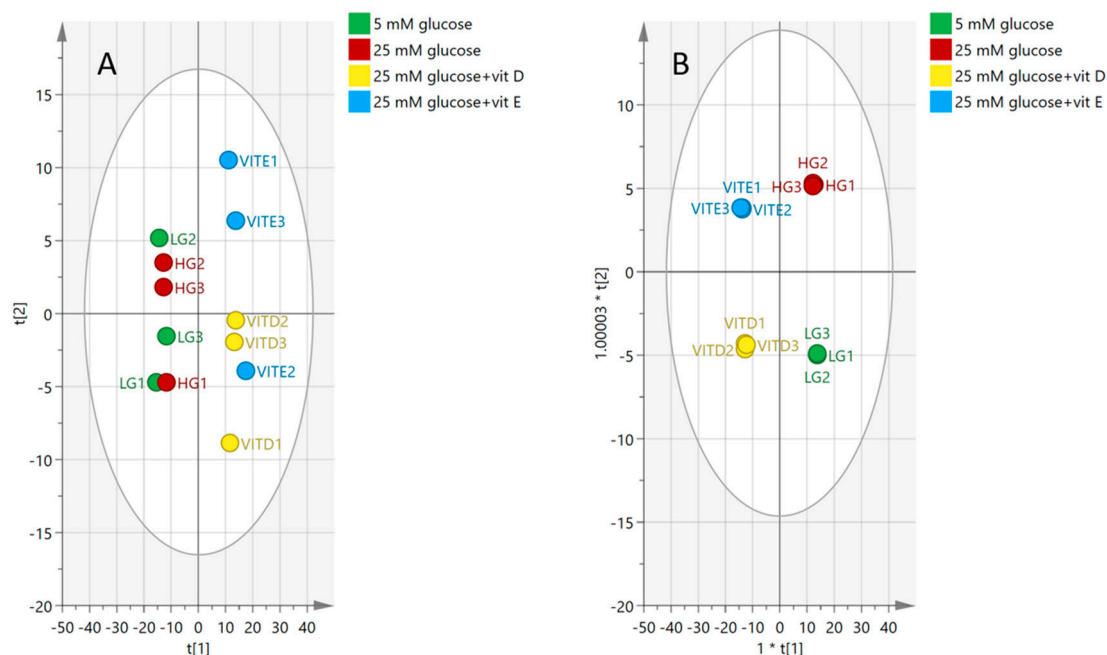 A
5 mM glucose
25 mM glucose
25 mM glucose+vit D
25 mM glucose+vit E
15
10
5
0
-5
-10
-15
-20
t[2]
VITE1
VITE3
LG2
HG2
HG3
VITD2
LG3
VITD3
VITE2
LG1
HG1
VITD1
-50 -40 -30 -20 -10 0 10 20 30 40
t[1]
B
5 mM glucose
25 mM glucose
25 mM glucose+vit D
25 mM glucose+vit E
10
5
0
-5
-10
-15
-20
1.00003 * t[2]
HG2
HG3 HG1
VITE1
VITE3 VITE2
VITD1
VITD2 VITD3
LG3
LG1
LG2
-50 -40 -30 -20 -10 0 10 20 30 40
1 * t[1]